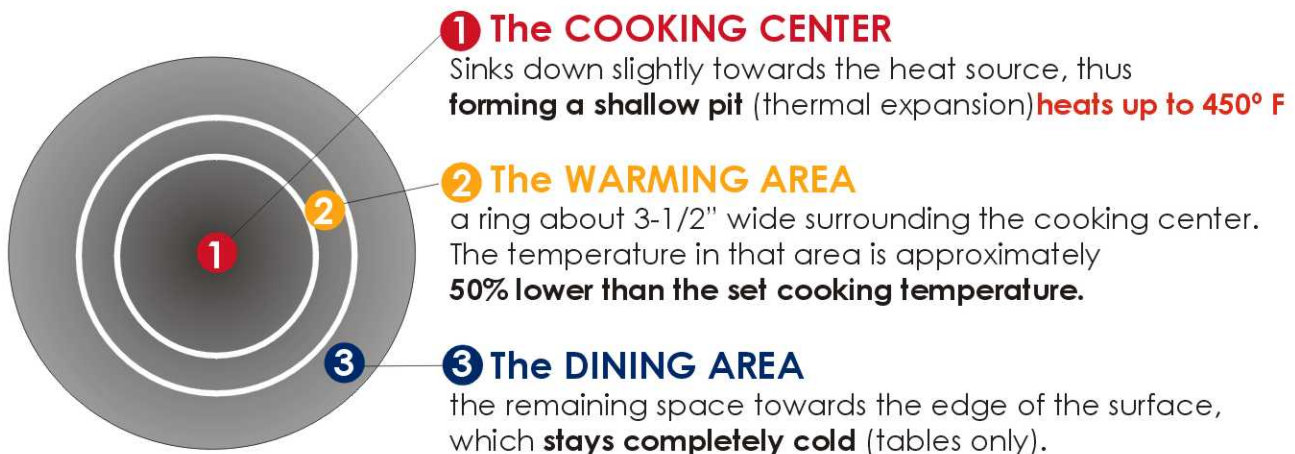 1 The COOKING CENTER
Sinks down slightly towards the heat source, thus
forming a shallow pit (thermal expansion)heats up to 450º F
2 The WARMING AREA
a ring about 3-1/2” wide surrounding the cooking center.
The temperature in that area is approximately
50% lower than the set cooking temperature.
3 The DINING AREA
the remaining space towards the edge of the surface,
which stays completely cold (tables only).
2
1
3